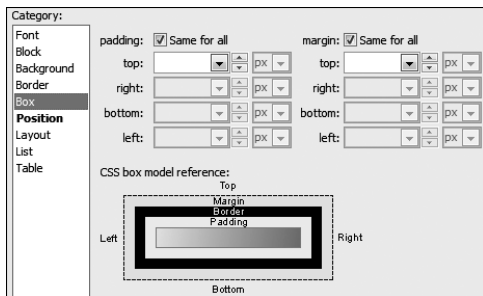 Category:
Font
Block
Background
Border
Box
Position
Layout
List
Table
padding: Same for all
top:
right: px
bottom: px
left: px
px
margin: Same for all
top: px
right: px
bottom: px
left: px
CSS box model reference:
Top
Margin
Border
Padding
Left
Right
Bottom